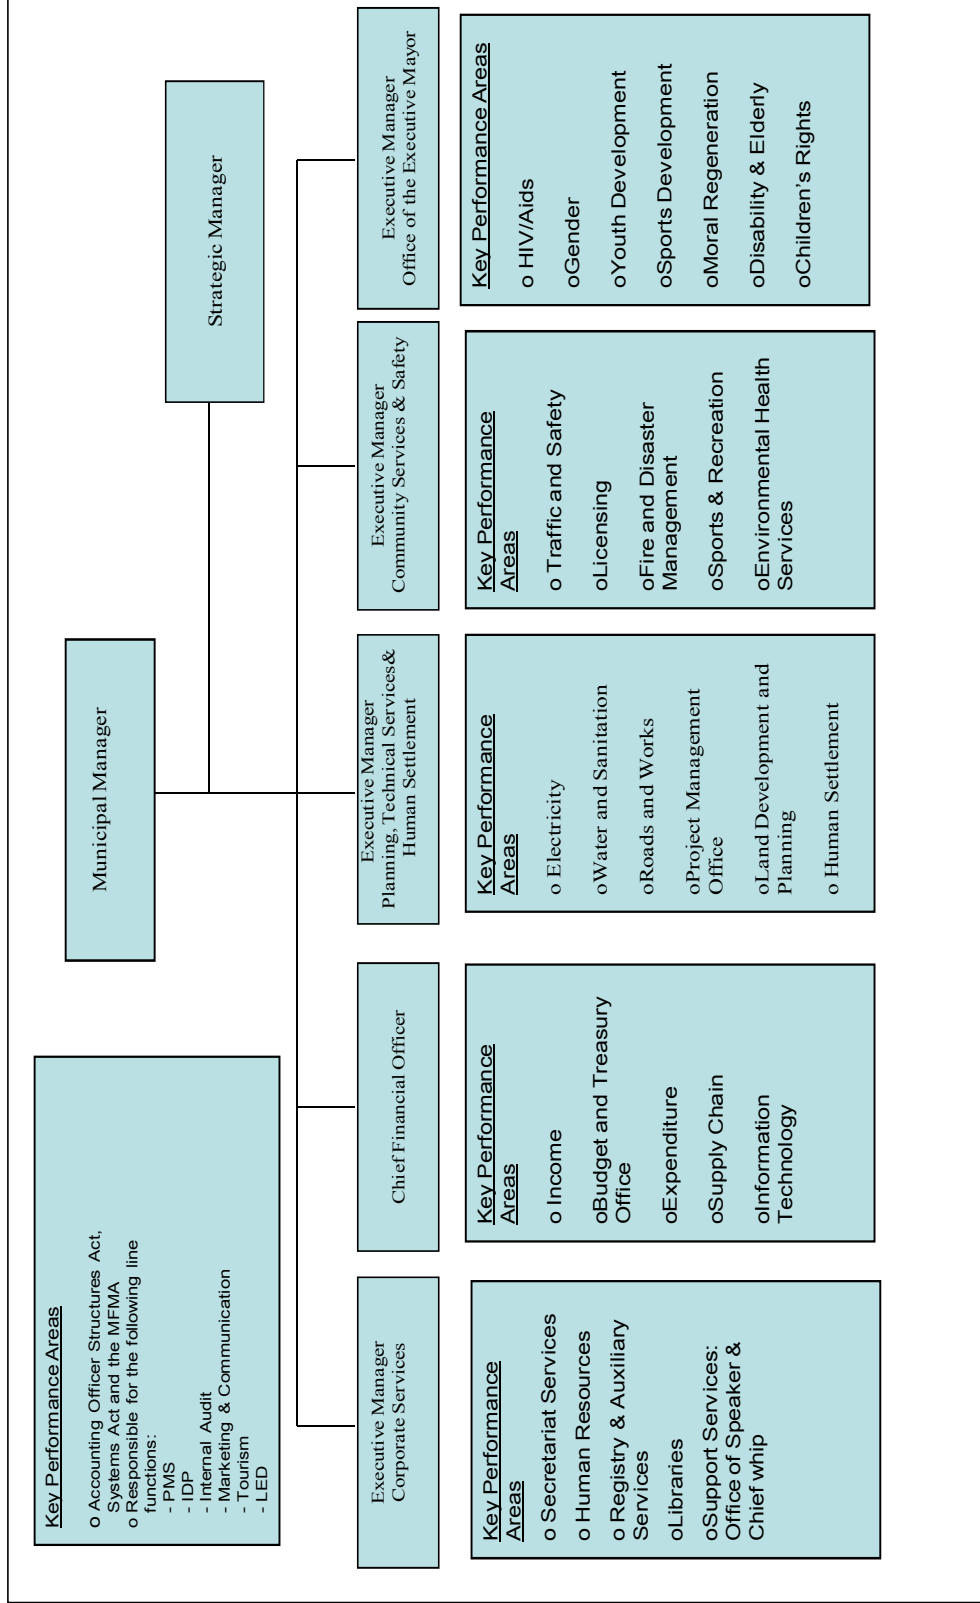 Key Performance Areas
o Accounting Officer Structures Act,
Systems Act and the MFMA
o Responsible for the following line
functions:
- PMS
- IDP
- Internal Audit
- Marketing & Communication
- Tourism
- LED
Municipal Manager
Strategic Manager
Executive Manager
Corporate Services
Chief Financial Officer
Executive Manager
Planning, Technical Services&
Human Settlement
Executive Manager
Community Services & Safety
Executive Manager
Office of the Executive Mayor
Key Performance
Areas
o Secretariat Services
o Human Resources
o Registry & Auxiliary
Services
oLibraries
oSupport Services:
Office of Speaker &
Chief whip
Key Performance
Areas
o Income
oBudget and Treasury
Office
oExpenditure
oSupply Chain
oInformation
Technology
Key Performance
Areas
o Electricity
oWater and Sanitation
oRoads and Works
oProject Management
Office
oLand Development and
Planning
o Human Settlement
Key Performance
Areas
o Traffic and Safety
oLicensing
oFire and Disaster
Management
oSports & Recreation
oEnvironmental Health
Services
Key Performance Areas
o HIV/Aids
oGender
oYouth Development
oSports Development
oMoral Regeneration
oDisability & Elderly
oChildren's Rights